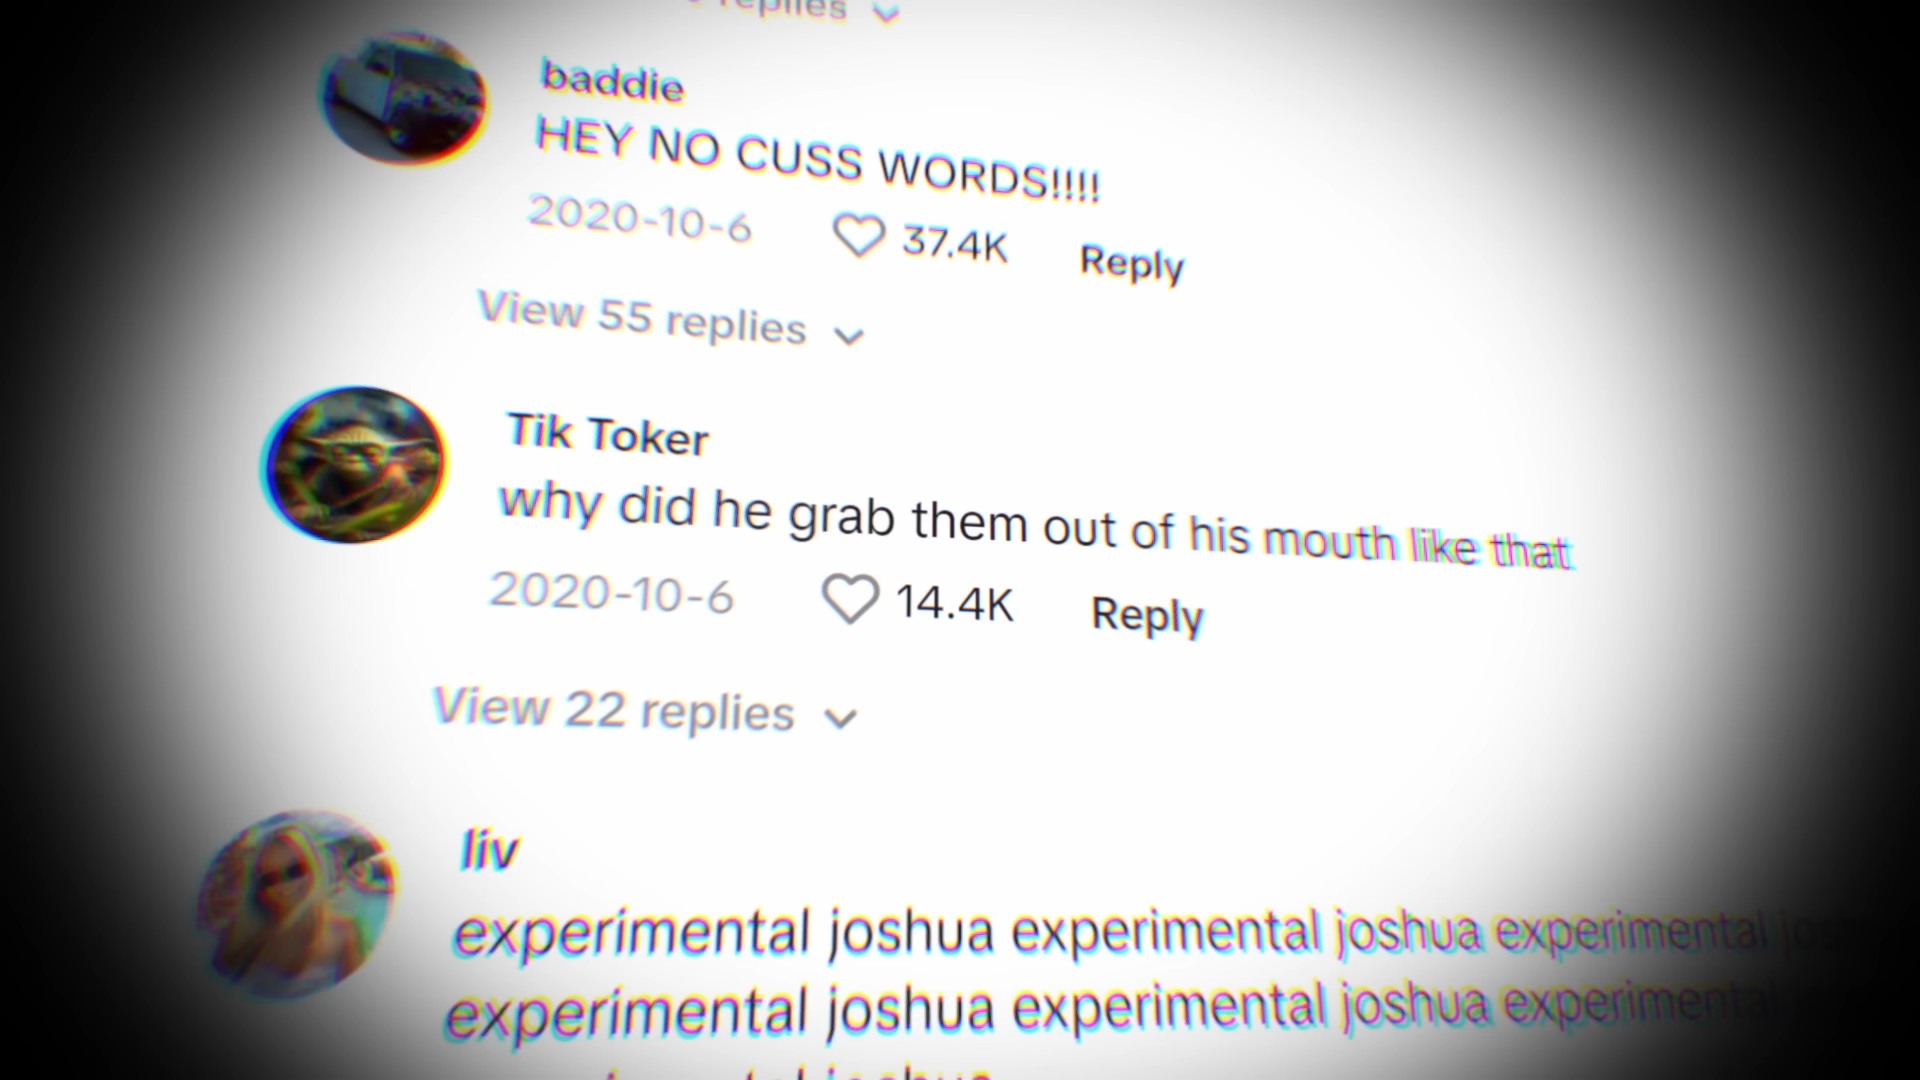 replies
baddie
HEY NO CUSS WORDS!!!!
2020-10-6 37.4K Reply
View 55 replies
Tik Toker
why did he grab them out of his mouth like that
2020-10-6 14.4K Reply
View 22 replies
liv
experimental joshua experimental joshua experimental
experimental joshua experimental joshua experimental